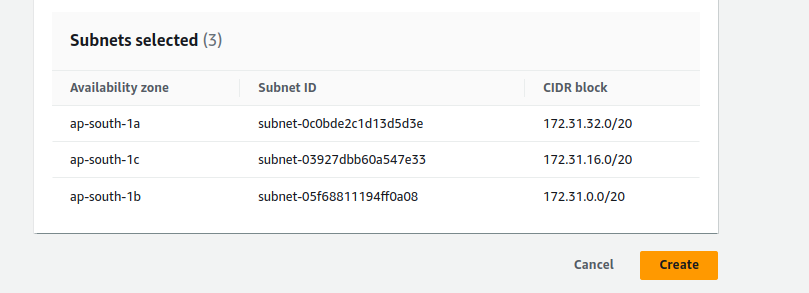 Subnets selected (3)
Availability zone Subnet ID CIDR block
ap-south-1a subnet-0c0bde2c1d13d5d3e 172.31.32.0/20
ap-south-1c subnet-03927dbb60a547e33 172.31.16.0/20
ap-south-1b subnet-05f68811194ff0a08 172.31.0.0/20
Cancel Create